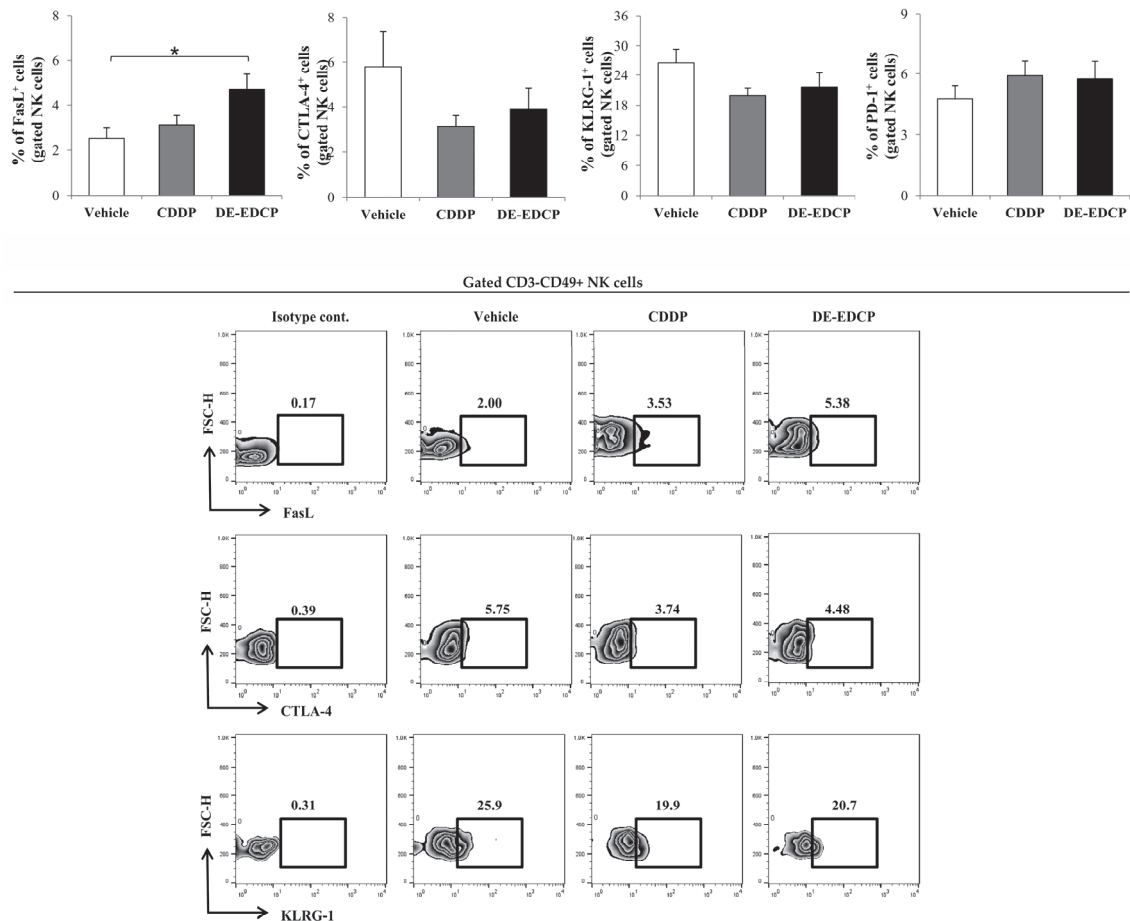 % of FasL⁺ cells
(gated NK cells)
8
6
4
2
0
*
Vehicle CDDP DE-EDCP
% of CTLA-4⁺ cells
(gated NK cells)
8
6
4
2
0
Vehicle CDDP DE-EDCP
% of KLRG-1⁺ cells
(gated NK cells)
36
30
24
18
12
6
0
Vehicle CDDP DE-EDCP
% of PD-1⁺ cells
(gated NK cells)
9
6
3
0
Vehicle CDDP DE-EDCP
Gated CD3-CD49+ NK cells
Isotype cont. Vehicle CDDP DE-EDCP
FSC-H
0.17 2.00 3.53 5.38
FasL
FSC-H
0.39 5.75 3.74 4.48
CTLA-4
FSC-H
0.31 25.9 19.9 20.7
KLRG-1